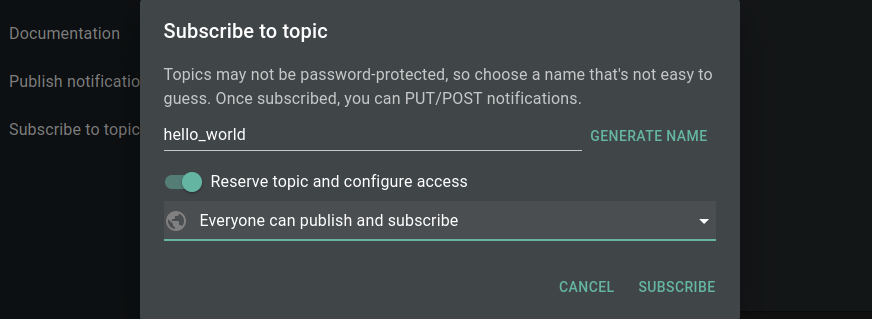 Documentation
Publish notificatio
Subscribe to topic
Subscribe to topic
Topics may not be password-protected, so choose a name that's not easy to
guess. Once subscribed, you can PUT/POST notifications.
hello_world
GENERATE NAME
Reserve topic and configure access
Everyone can publish and subscribe
CANCEL
SUBSCRIBE